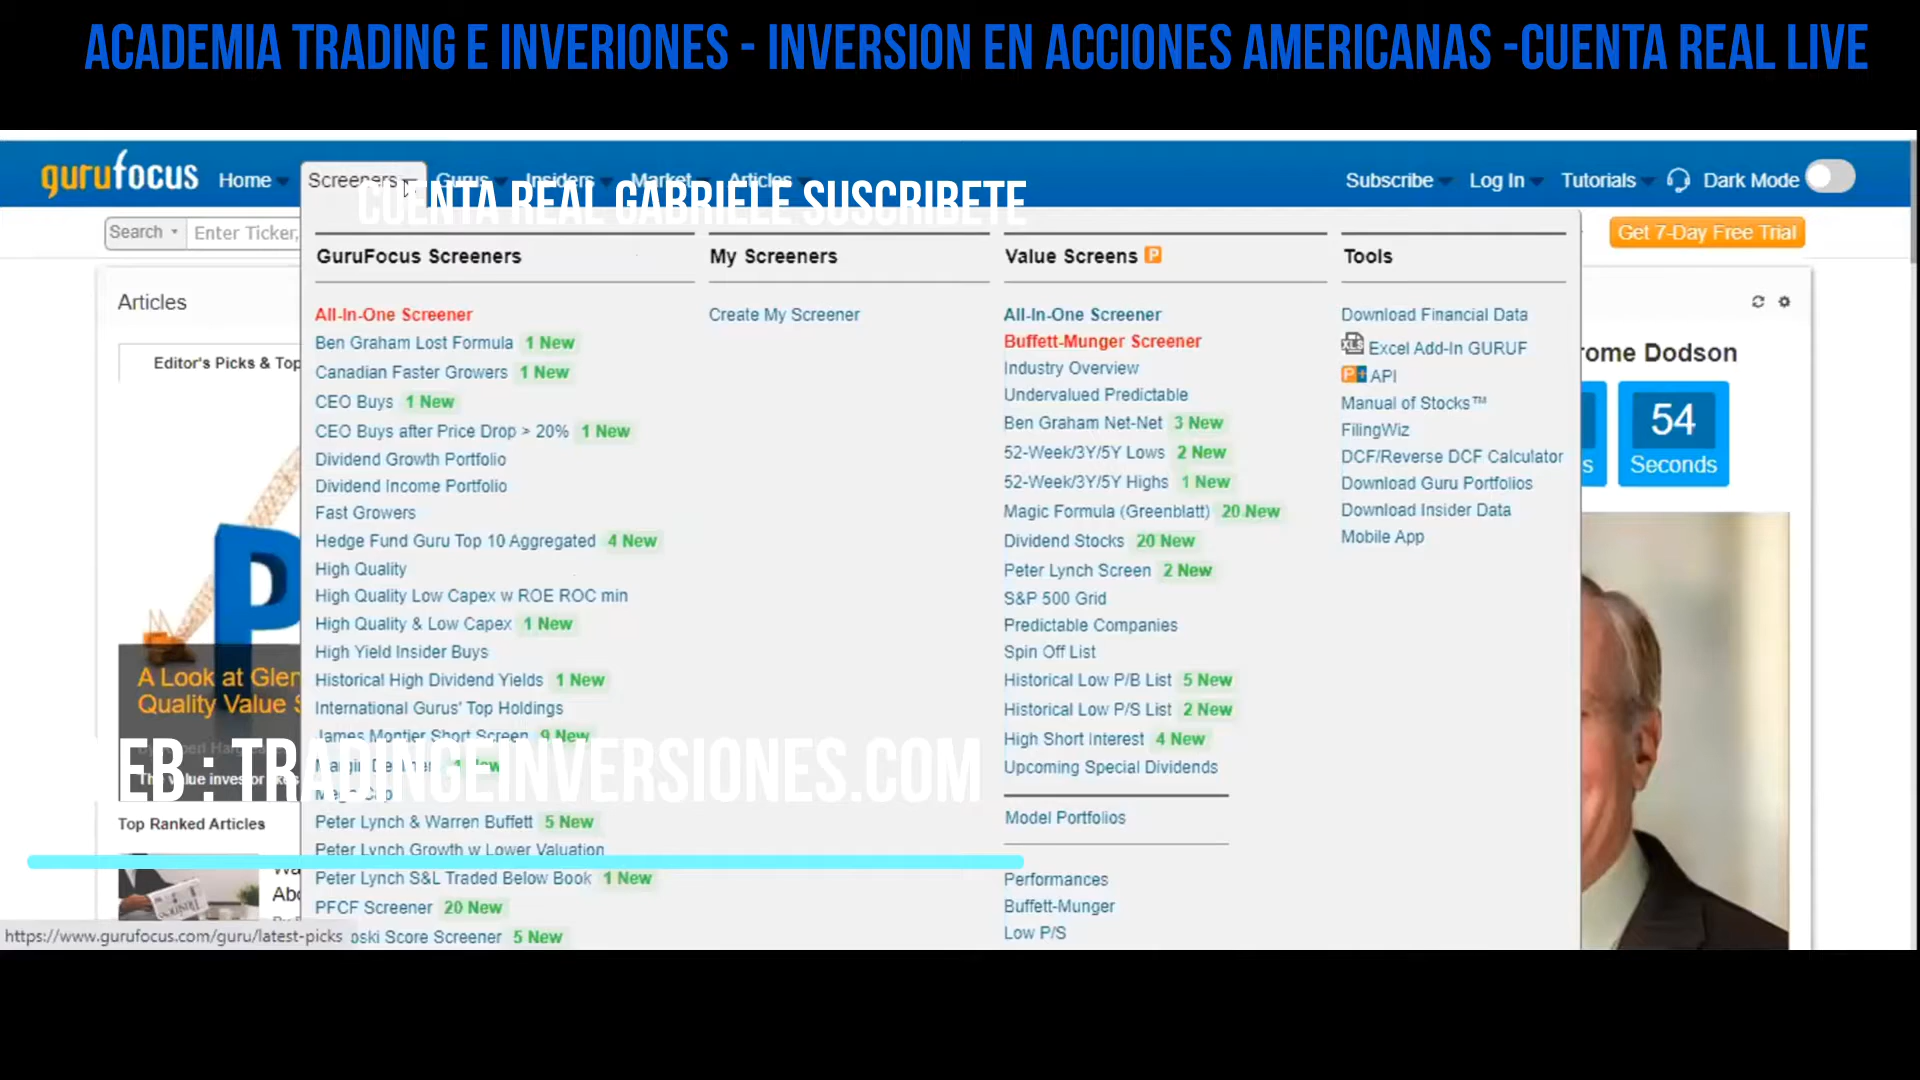 ACADEMIA TRADING E INVERIONES - INVERSION EN ACCIONES AMERICANAS -CUENTA REAL LIVE
gurufocus Home Screeners Gurus Insiders Market Articles Subscribe Log In Tutorials Dark Mode
CUENTA REAL GABRIELE SUSCRIBETE
Search Enter Ticker, Get 7-Day Free Trial
Articles
Editor's Picks & Top
A Look at Glen
Quality Value S
The value investor
Top Ranked Articles
GuruFocus Screeners
All-In-One Screener
Ben Graham Lost Formula 1 New
Canadian Faster Growers 1 New
CEO Buys 1 New
CEO Buys after Price Drop > 20% 1 New
Dividend Growth Portfolio
Dividend Income Portfolio
Fast Growers
Hedge Fund Guru Top 10 Aggregated 4 New
High Quality
High Quality Low Capex w ROE ROC min
High Quality & Low Capex 1 New
High Yield Insider Buys
Historical High Dividend Yields 1 New
International Gurus' Top Holdings
James Montier Short Screen 9 New
EB : TRADINGEINVERSIONES.COM
Peter Lynch & Warren Buffett 5 New
Peter Lynch Growth w Lower Valuation
Peter Lynch S&L Traded Below Book 1 New
PFCF Screener 20 New
oski Score Screener 5 New
https://www.gurufocus.com/guru/latest-picks
My Screeners
Create My Screener
Value Screens P
All-In-One Screener
Buffett-Munger Screener
Industry Overview
Undervalued Predictable
Ben Graham Net-Net 3 New
52-Week/3Y/5Y Lows 2 New
52-Week/3Y/5Y Highs 1 New
Magic Formula (Greenblatt) 20 New
Dividend Stocks 20 New
Peter Lynch Screen 2 New
S&P 500 Grid
Predictable Companies
Spin Off List
Historical Low P/B List 5 New
Historical Low P/S List 2 New
High Short Interest 4 New
Upcoming Special Dividends
Model Portfolios
Performances
Buffett-Munger
Low P/S
Tools
Download Financial Data
XLS Excel Add-In GURUF
P+ API
Manual of Stocks™
FilingWiz
DCF/Reverse DCF Calculator
Download Guru Portfolios
Download Insider Data
Mobile App
rome Dodson
54
s Seconds